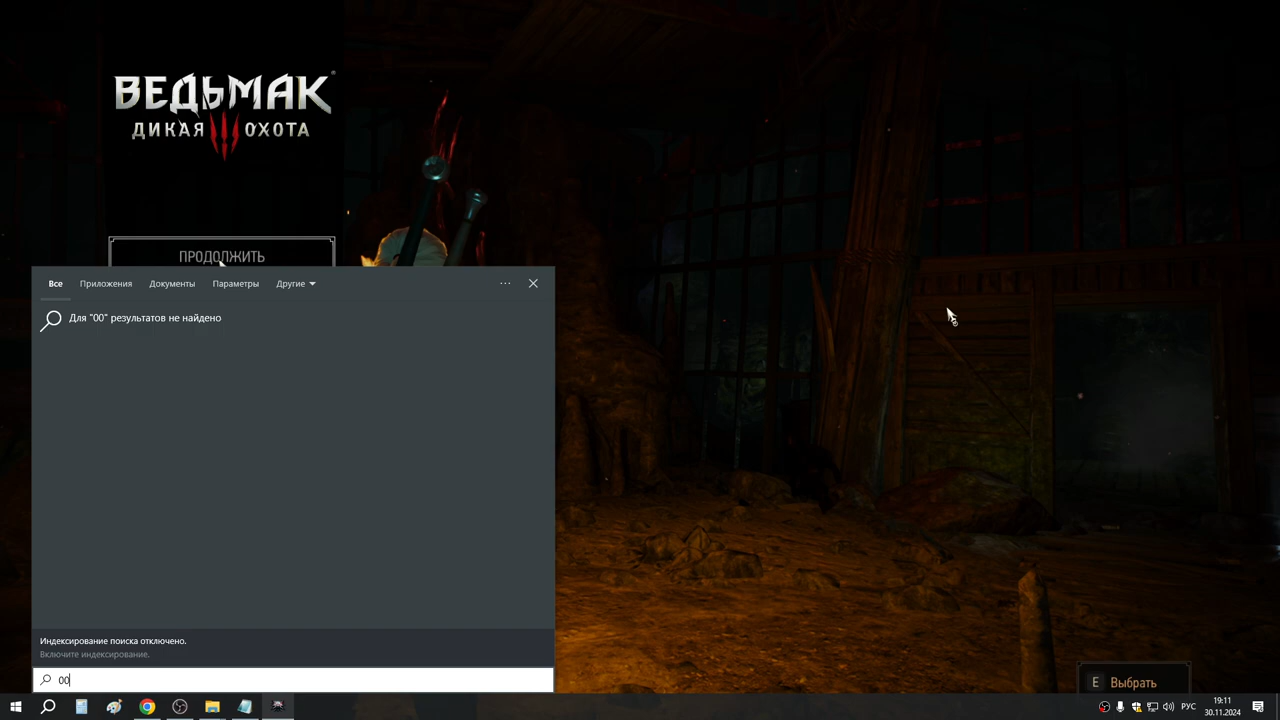 ВЕДЬМАК®
ДИКАЯ III ОХОТА
ПРОДОЛЖИТЬ
Все Приложения Документы Параметры Другие ...
Для "00" результатов не найдено
Индексирование поиска отключено.
Включите индексирование.
00
E Выбрать
РУС
19:11
30.11.2024